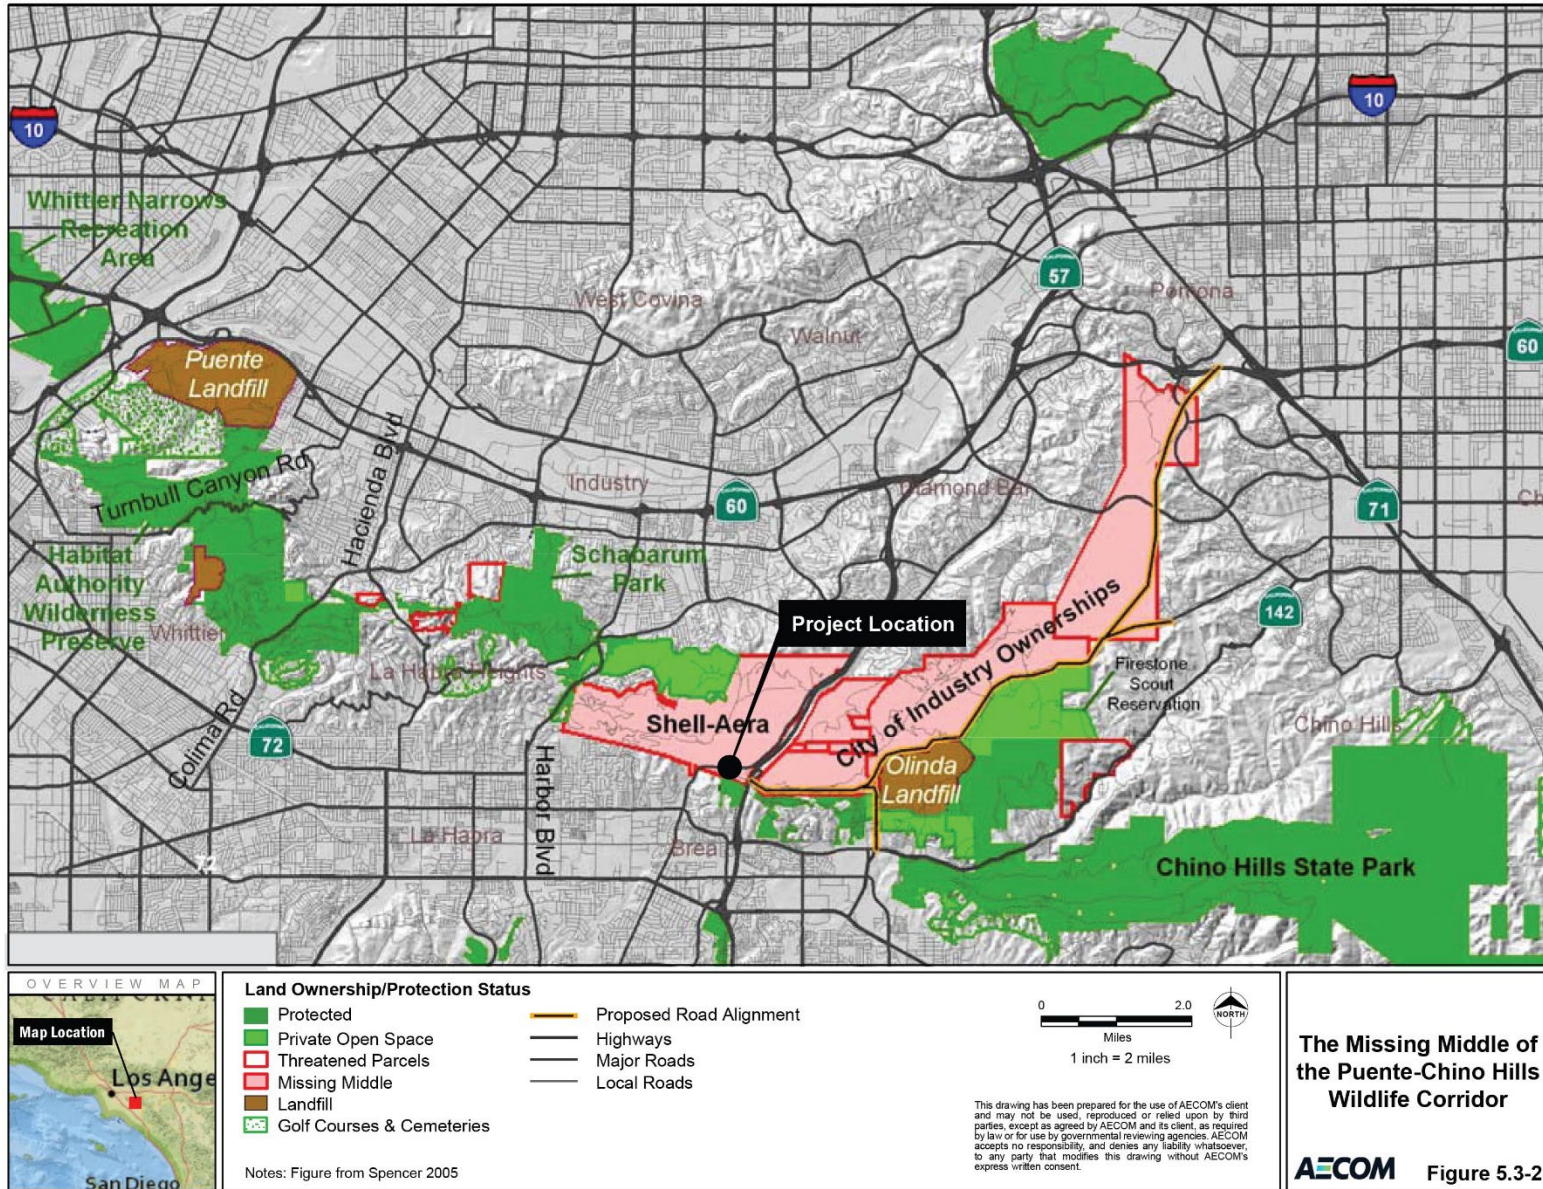 10
10
Whittier Narrows
Recreation
Area
57
West Covina
Pomona
Walnut
60
Puente
Landfill
Hacienda Blvd
Turnbull Canyon Rd
Industry
60
Diamond Bar
71
Habitat
Authority
Wilderness
Preserve
Whittier
Schabarum
Park
142
Project Location
La Habra Heights
Firestone
Scout
Reservation
Shell-Aera
City of Industry Ownerships
Chino Hills
Colima Rd
72
Harbor Blvd
Olinda
Landfill
La Habra
Brea
Chino Hills State Park
OVERVIEW MAP
Map Location
Los Ange
San Diego
Land Ownership/Protection Status
Protected
Private Open Space
Threatened Parcels
Missing Middle
Landfill
Golf Courses & Cemeteries
Proposed Road Alignment
Highways
Major Roads
Local Roads
Notes: Figure from Spencer 2005
0 2.0
Miles
1 inch = 2 miles
NORTH
This drawing has been prepared for the use of AECOM's client
and may not be used, reproduced or relied upon by third
parties, except as agreed by AECOM and its client, as required
by law or for use by governmental reviewing agencies. AECOM
accepts no responsibility, and denies any liability whatsoever,
to any party that modifies this drawing without AECOM's
express written consent.
The Missing Middle of
the Puente-Chino Hills
Wildlife Corridor
AECOM
Figure 5.3-2